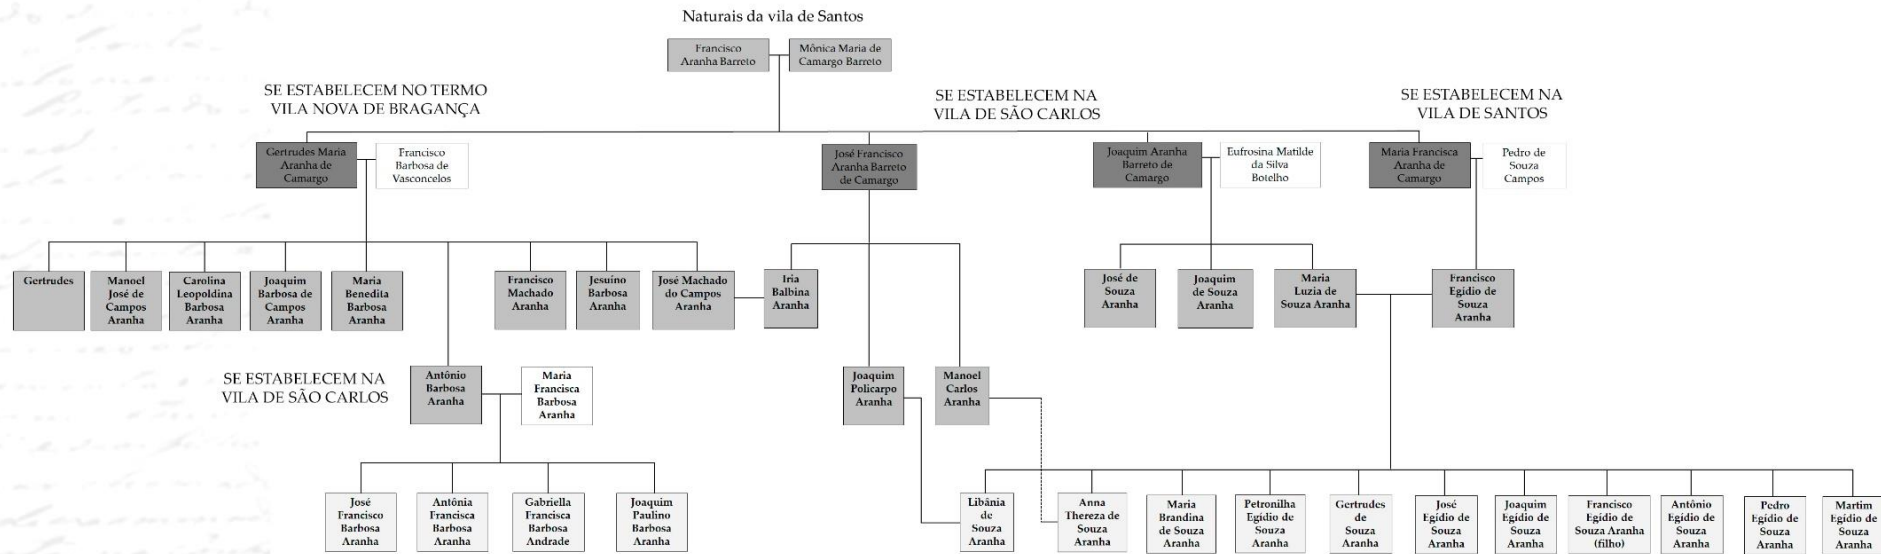 Naturais da vila de Santos
Francisco
Aranha Barreto
Mônica Maria de
Camargo Barreto
SE ESTABELECEM NO TERMO
VILA NOVA DE BRAGANÇA
SE ESTABELECEM NA
VILA DE SÃO CARLOS
SE ESTABELECEM NA
VILA DE SANTOS
Gertrudes Maria
Aranha de
Camargo
Francisco
Barbosa de
Vasconcelos
José Francisco
Aranha Barreto
de Camargo
Joaquim Aranha
Barreto de
Camargo
Eufrosina Matilde
da Silva
Botelho
Maria Francisca
Aranha de
Camargo
Pedro de
Souza
Campos
Gertrudes
Manoel
José de
Campos
Aranha
Carolina
Leopoldina
Barbosa
Aranha
Joaquim
Barbosa de
Campos
Aranha
Maria
Benedita
Barbosa
Aranha
Francisco
Machado
Aranha
Jesuíno
Barbosa
Aranha
José Machado
do Campos
Aranha
Iria
Balbina
Aranha
José de
Souza
Aranha
Joaquim
de Souza
Aranha
Maria
Luzia de
Souza Aranha
Francisco
Egídio de
Souza
Aranha
SE ESTABELECEM NA
VILA DE SÃO CARLOS
Antônio
Barbosa
Aranha
Maria
Francisca
Barbosa
Aranha
Joaquim
Policarpo
Aranha
Manoel
Carlos
Aranha
José
Francisco
Barbosa
Aranha
Antônia
Francisca
Barbosa
Aranha
Gabriella
Francisca
Barbosa
Andrade
Joaquim
Paulino
Barbosa
Aranha
Libânia
de
Souza
Aranha
Anna
Thereza de
Souza
Aranha
Maria
Brandina
de Souza
Aranha
Petronilha
Egídio de
Souza
Aranha
Gertrudes
de
Souza
Aranha
José
Egídio de
Souza
Aranha
Joaquim
Egídio de
Souza
Aranha
Francisco
Egídio de
Souza Aranha
(filho)
Antônio
Egídio de
Souza
Aranha
Pedro
Egídio de
Souza
Aranha
Martim
Egídio de
Souza
Aranha